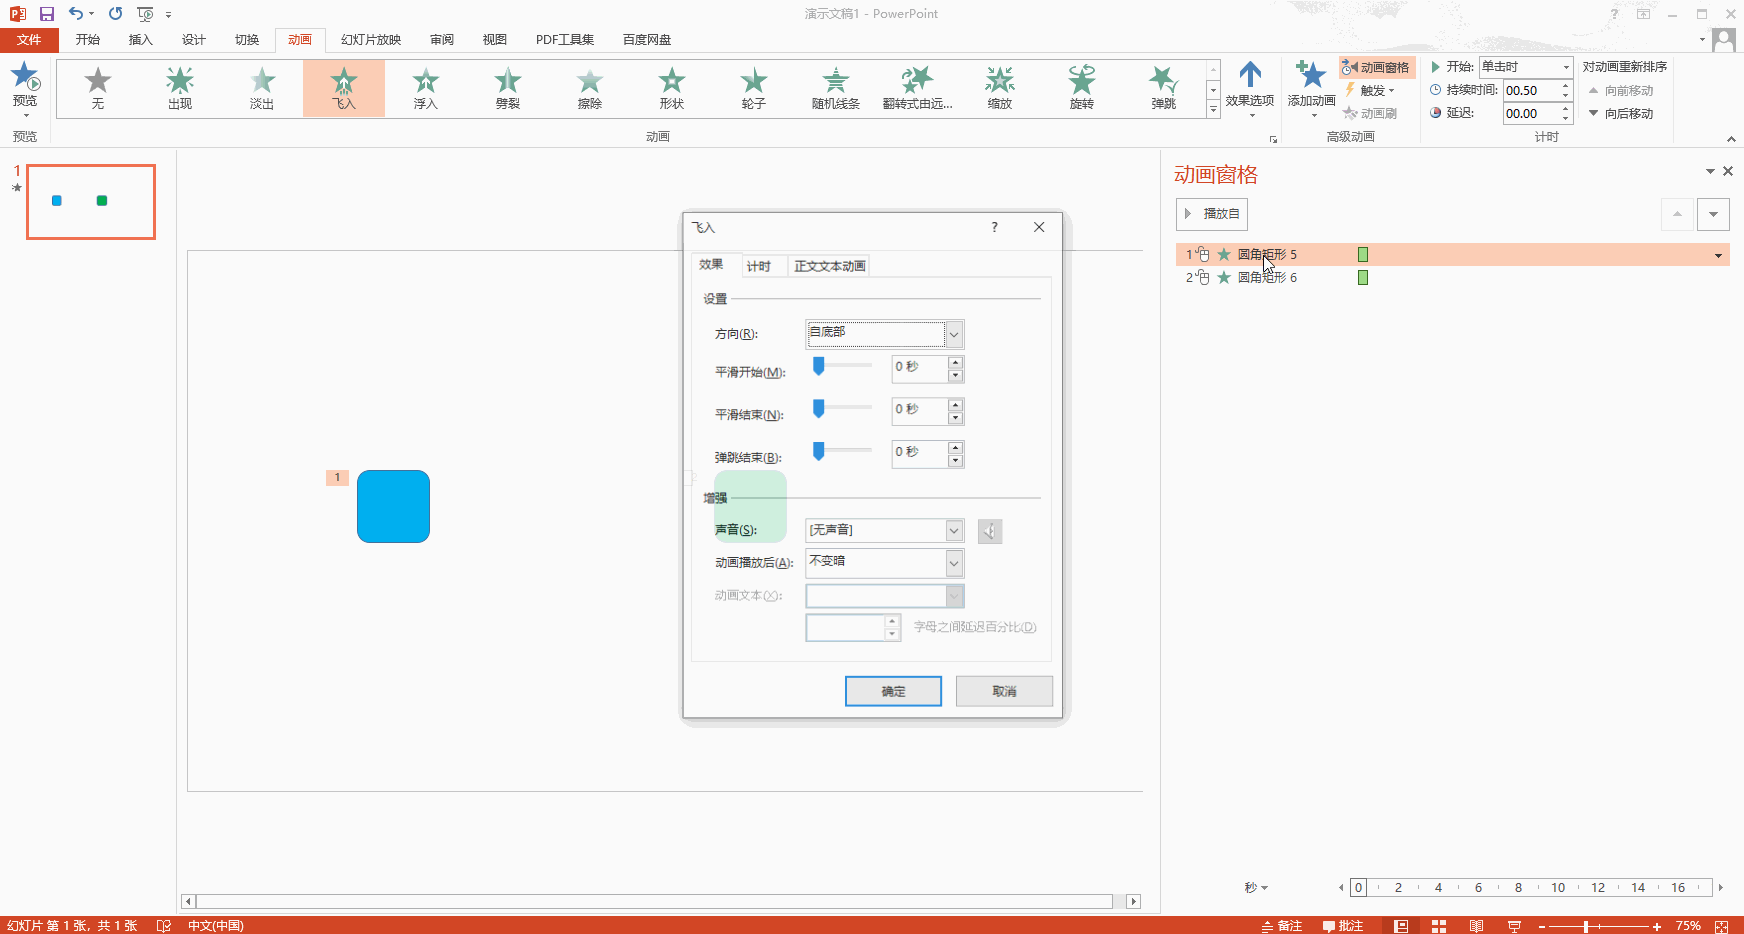 演示文稿1 - PowerPoint
文件 开始 插入 设计 切换 动画 幻灯片放映 审阅 视图 PDF工具集 百度网盘
预览
无 出现 淡出 飞入 浮入 劈裂 擦除 形状 轮子 随机线条 翻转式由远... 缩放 旋转 弹跳
效果选项
添加动画
动画窗格
触发
动画刷
开始: 单击时
持续时间: 00.50
延迟: 00.00
对动画重新排序
向前移动
向后移动
预览 动画 高级动画 计时
1
动画窗格
播放自
1 圆角矩形 5
2 圆角矩形 6
1
飞入
效果 计时 正文文本动画
设置
方向(R): 自底部
平滑开始(M): 0 秒
平滑结束(N): 0 秒
弹跳结束(B): 0 秒
增强
声音(S): [无声音]
动画播放后(A): 不变暗
动画文本(X):
字母之间延迟百分比(D)
确定 取消
秒 0 2 4 6 8 10 12 14 16
幻灯片 第 1 张，共 1 张 中文(中国) 备注 批注 75%